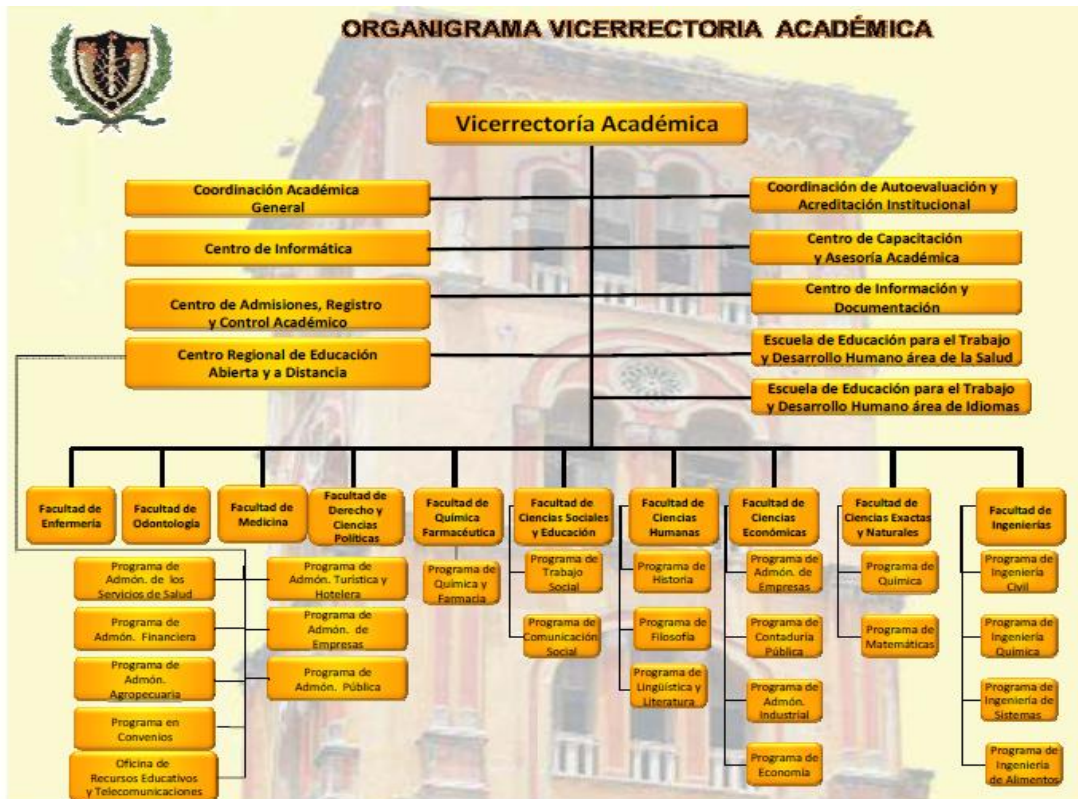 ORGANIGRAMA VICERRECTORIA ACADÉMICA
Vicerrectoría Académica
Coordinación Académica
General
Coordinación de Autoevaluación y
Acreditación Institucional
Centro de Informática
Centro de Capacitación
y Asesoría Académica
Centro de Admisiones, Registro
y Control Académico
Centro de Información y
Documentación
Centro Regional de Educación
Abierta y a Distancia
Escuela de Educación para el Trabajo
y Desarrollo Humano área de la Salud
Escuela de Educación para el Trabajo
y Desarrollo Humano área de Idiomas
Facultad de
Enfermería
Facultad de
Odontología
Facultad de
Medicina
Facultad de
Derecho y
Ciencias
Políticas
Facultad de
Química
Farmacéutica
Facultad de
Ciencias Sociales
y Educación
Facultad de
Ciencias
Humanas
Facultad de
Ciencias
Económicas
Facultad de
Ciencias Exactas
y Naturales
Facultad de
Ingenierías
Programa de
Admón. de los
Servicios de Salud
Programa de
Admón. Turística y
Hotelera
Programa de
Química y
Farmacia
Programa de
Trabajo
Social
Programa de
Historia
Programa de
Admón. de
Empresas
Programa de
Química
Programa de
Ingeniería
Civil
Programa de
Admón. Financiera
Programa de
Admón. de
Empresas
Programa de
Comunicación
Social
Programa de
Filosofía
Programa de
Contaduría
Pública
Programa de
Matemáticas
Programa de
Ingeniería
Química
Programa de
Admón.
Agropecuaria
Programa de
Admón. Pública
Programa de
Lingüística y
Literatura
Programa de
Admón.
Industrial
Programa de
Ingeniería de
Sistemas
Programa en
Convenios
Programa de
Economía
Programa de
Ingeniería
de Alimentos
Oficina de
Recursos Educativos
y Telecomunicaciones